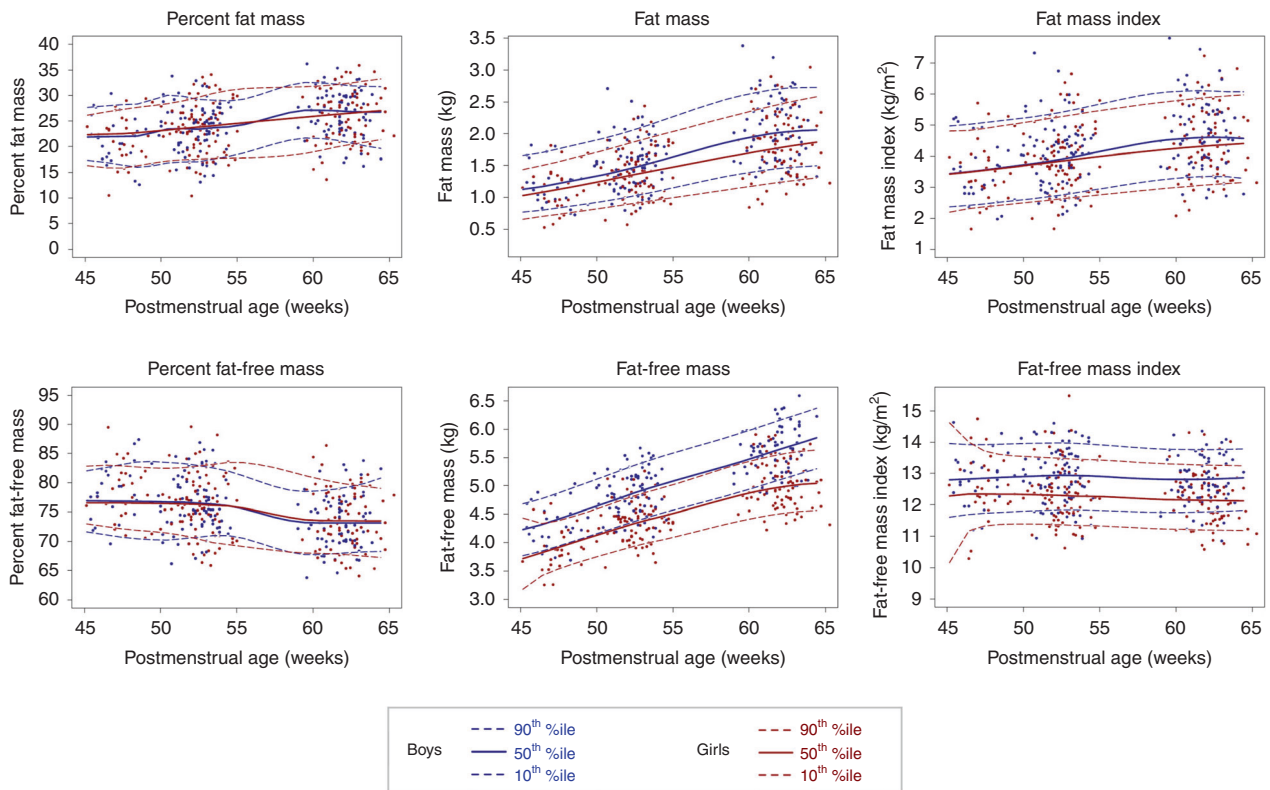 Percent fat mass
Percent fat mass
40
35
30
25
20
15
10
5
0
45 50 55 60 65
Postmenstrual age (weeks)
Fat mass
Fat mass (kg)
3.5
3.0
2.5
2.0
1.5
1.0
0.5
45 50 55 60 65
Postmenstrual age (weeks)
Fat mass index
Fat mass index (kg/m²)
7
6
5
4
3
2
1
45 50 55 60 65
Postmenstrual age (weeks)
Percent fat-free mass
Percent fat-free mass
95
90
85
80
75
70
65
60
45 50 55 60 65
Postmenstrual age (weeks)
Fat-free mass
Fat-free mass (kg)
6.5
6.0
5.5
5.0
4.5
4.0
3.5
3.0
45 50 55 60 65
Postmenstrual age (weeks)
Fat-free mass index
Fat-free mass index (kg/m²)
15
14
13
12
11
10
9
45 50 55 60 65
Postmenstrual age (weeks)
Boys
90th %ile
50th %ile
10th %ile
Girls
90th %ile
50th %ile
10th %ile